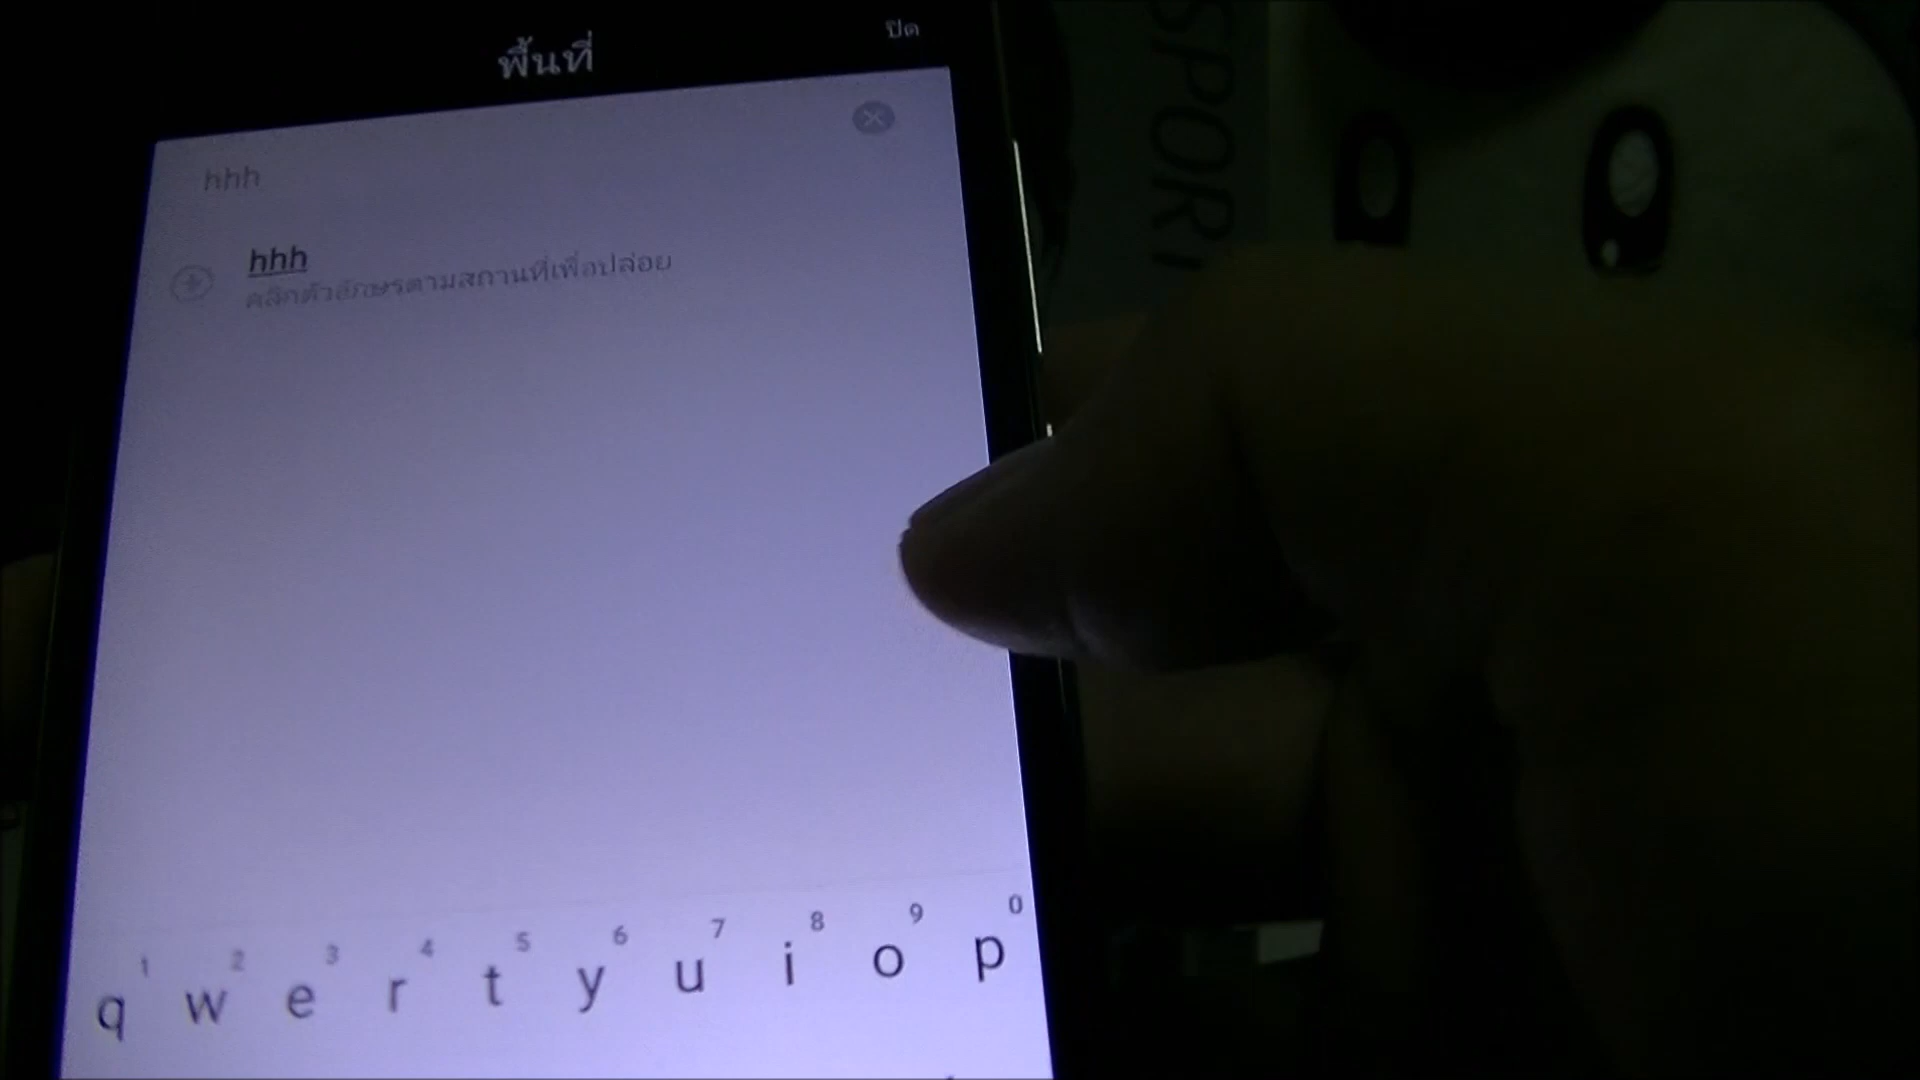 พื้นที่
ปิด
hhh
hhh
คลิกตัวอักษรตามสถานที่เพื่อปล่อย
1 2 3 4 5 6 7 8 9 0
q w e r t y u i o p
SPORT